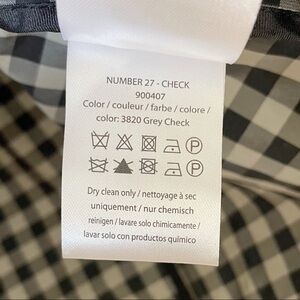 NUMBER 27 - CHECK
900407
Color / couleur / farbe / colore /
color: 3820 Grey Check
P
P
Dry clean only / nettoyage à sec
uniquement / nur chemisch
reinigen / lavare solo chimicamente /
lavar solo con productos químico